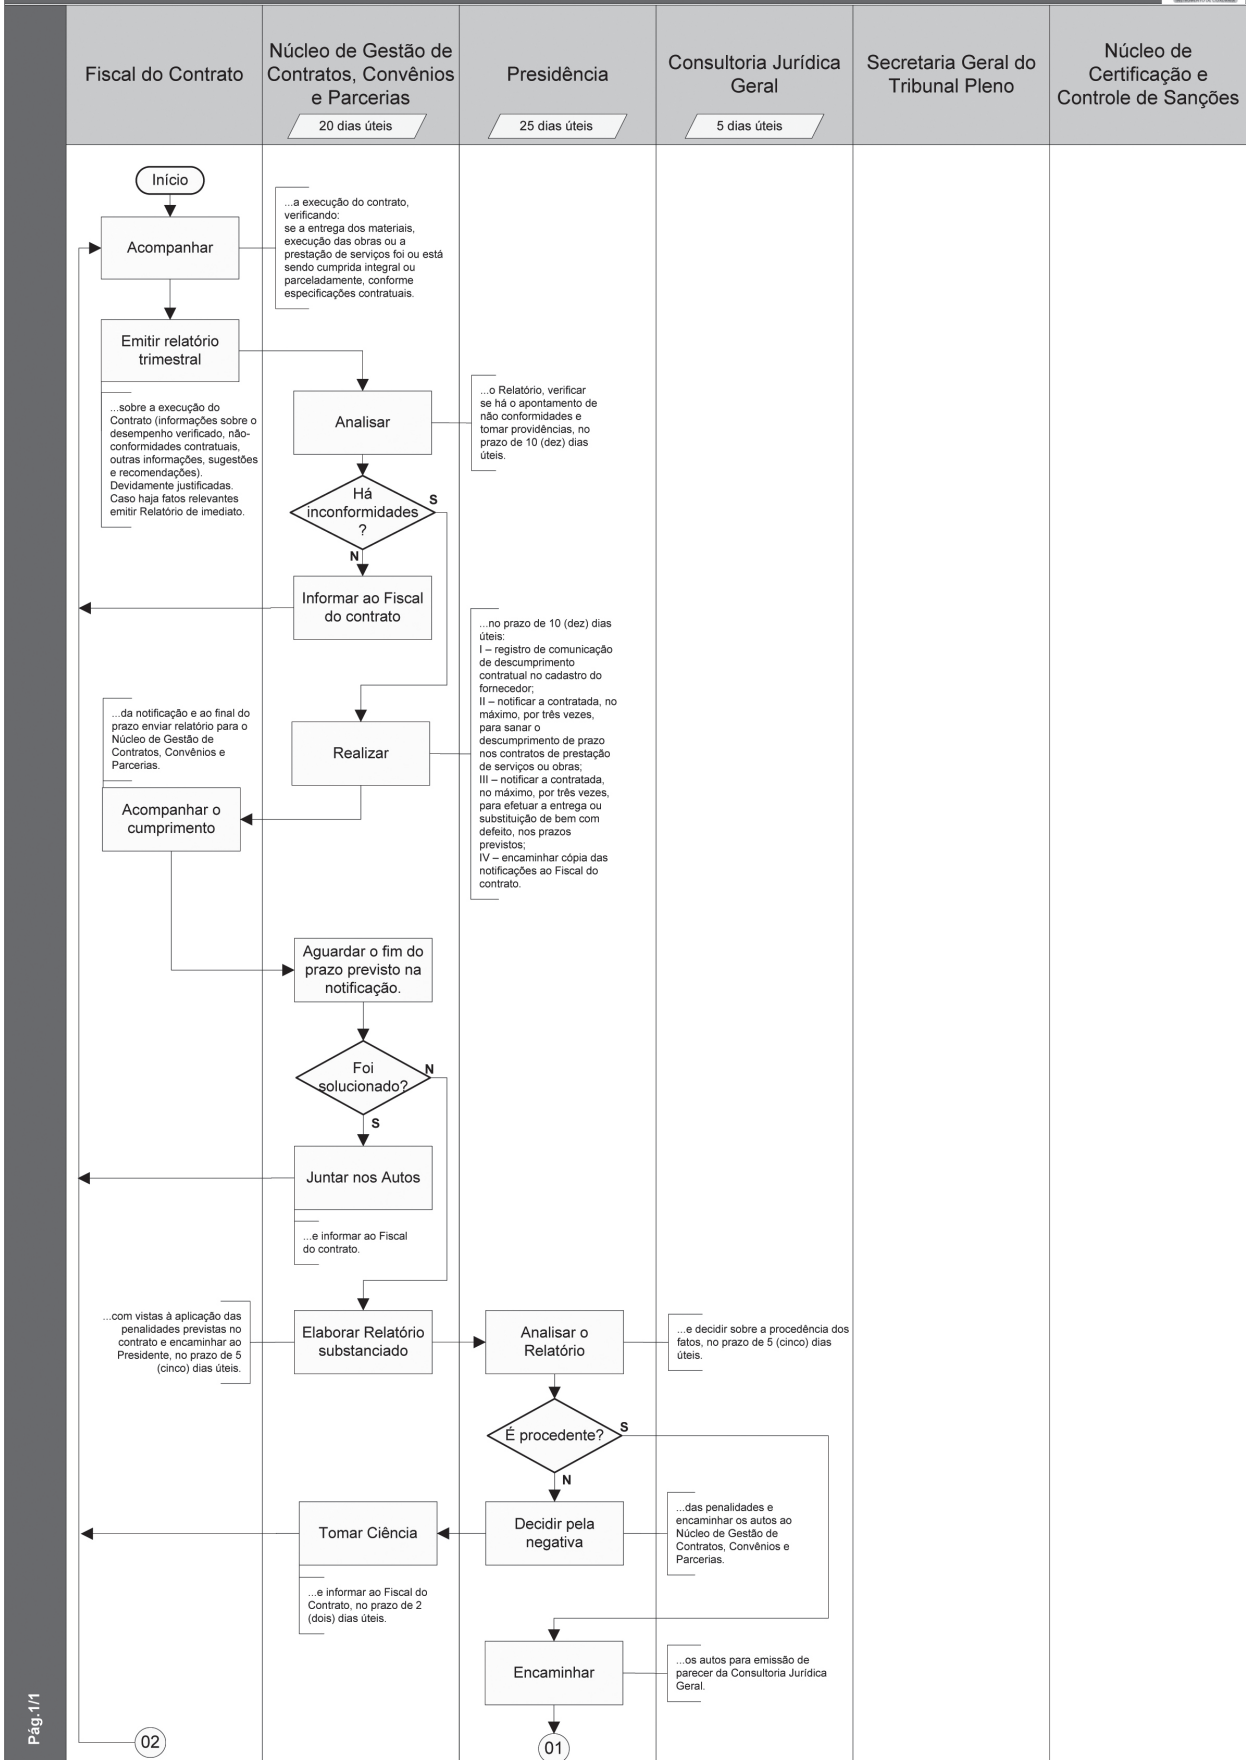 Fiscal do Contrato
Núcleo de Gestão de
Contratos, Convênios
e Parcerias
20 dias úteis
Presidência
25 dias úteis
Consultoria Jurídica
Geral
5 dias úteis
Secretaria Geral do
Tribunal Pleno
Núcleo de
Certificação e
Controle de Sanções
Início
Acompanhar
...a execução do contrato,
verificando:
se a entrega dos materiais,
execução das obras ou a
prestação de serviços foi ou está
sendo cumprida integral ou
parceladamente, conforme
especificações contratuais.
Emitir relatório
trimestral
...sobre a execução do
Contrato (informações sobre o
desempenho verificado, não-
conformidades contratuais,
outras informações, sugestões
e recomendações).
Devidamente justificadas.
Caso haja fatos relevantes
emitir Relatório de imediato.
Analisar
...o Relatório, verificar
se há o apontamento de
não conformidades e
tomar providências, no
prazo de 10 (dez) dias
úteis.
Há
inconformidades
?
S
N
Informar ao Fiscal
do contrato
...no prazo de 10 (dez) dias
úteis:
I – registro de comunicação
de descumprimento
contratual no cadastro do
fornecedor;
II – notificar a contratada, no
máximo, por três vezes,
para sanar o
descumprimento de prazo
nos contratos de prestação
de serviços ou obras;
III – notificar a contratada,
no máximo, por três vezes,
para efetuar a entrega ou
substituição de bem com
defeito, nos prazos
previstos;
IV – encaminhar cópia das
notificações ao Fiscal do
contrato.
Realizar
...da notificação e ao final do
prazo enviar relatório para o
Núcleo de Gestão de
Contratos, Convênios e
Parcerias.
Acompanhar o
cumprimento
Aguardar o fim do
prazo previsto na
notificação.
Foi
solucionado?
N
S
Juntar nos Autos
...e informar ao Fiscal
do contrato.
...com vistas à aplicação das
penalidades previstas no
contrato e encaminhar ao
Presidente, no prazo de 5
(cinco) dias úteis.
Elaborar Relatório
substanciado
Analisar o
Relatório
...e decidir sobre a procedência dos
fatos, no prazo de 5 (cinco) dias
úteis.
É procedente?
S
N
Tomar Ciência
Decidir pela
negativa
...das penalidades e
encaminhar os autos ao
Núcleo de Gestão de
Contratos, Convênios e
Parcerias.
...e informar ao Fiscal do
Contrato, no prazo de 2
(dois) dias úteis.
Encaminhar
...os autos para emissão de
parecer da Consultoria Jurídica
Geral.
02
01
Pág.1/1